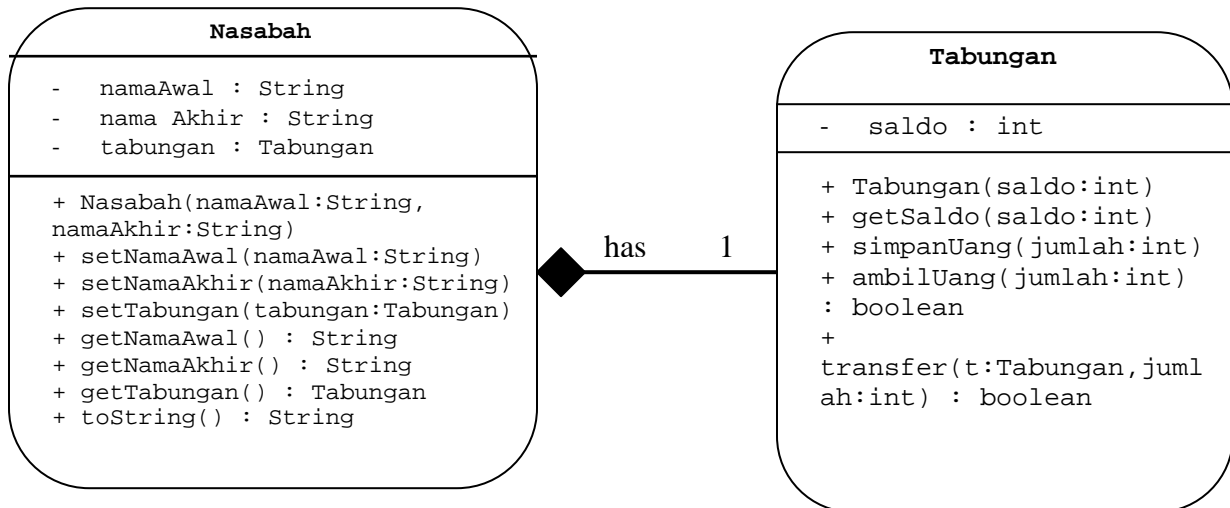 Nasabah
- namaAwal : String
- nama Akhir : String
- tabungan : Tabungan
+ Nasabah(namaAwal:String,
namaAkhir:String)
+ setNamaAwal(namaAwal:String)
+ setNamaAkhir(namaAkhir:String)
+ setTabungan(tabungan:Tabungan)
+ getNamaAwal() : String
+ getNamaAkhir() : String
+ getTabungan() : Tabungan
+ toString() : String
has 1
Tabungan
- saldo : int
+ Tabungan(saldo:int)
+ getSaldo(saldo:int)
+ simpanUang(jumlah:int)
+ ambilUang(jumlah:int)
: boolean
+
transfer(t:Tabungan,juml
ah:int) : boolean